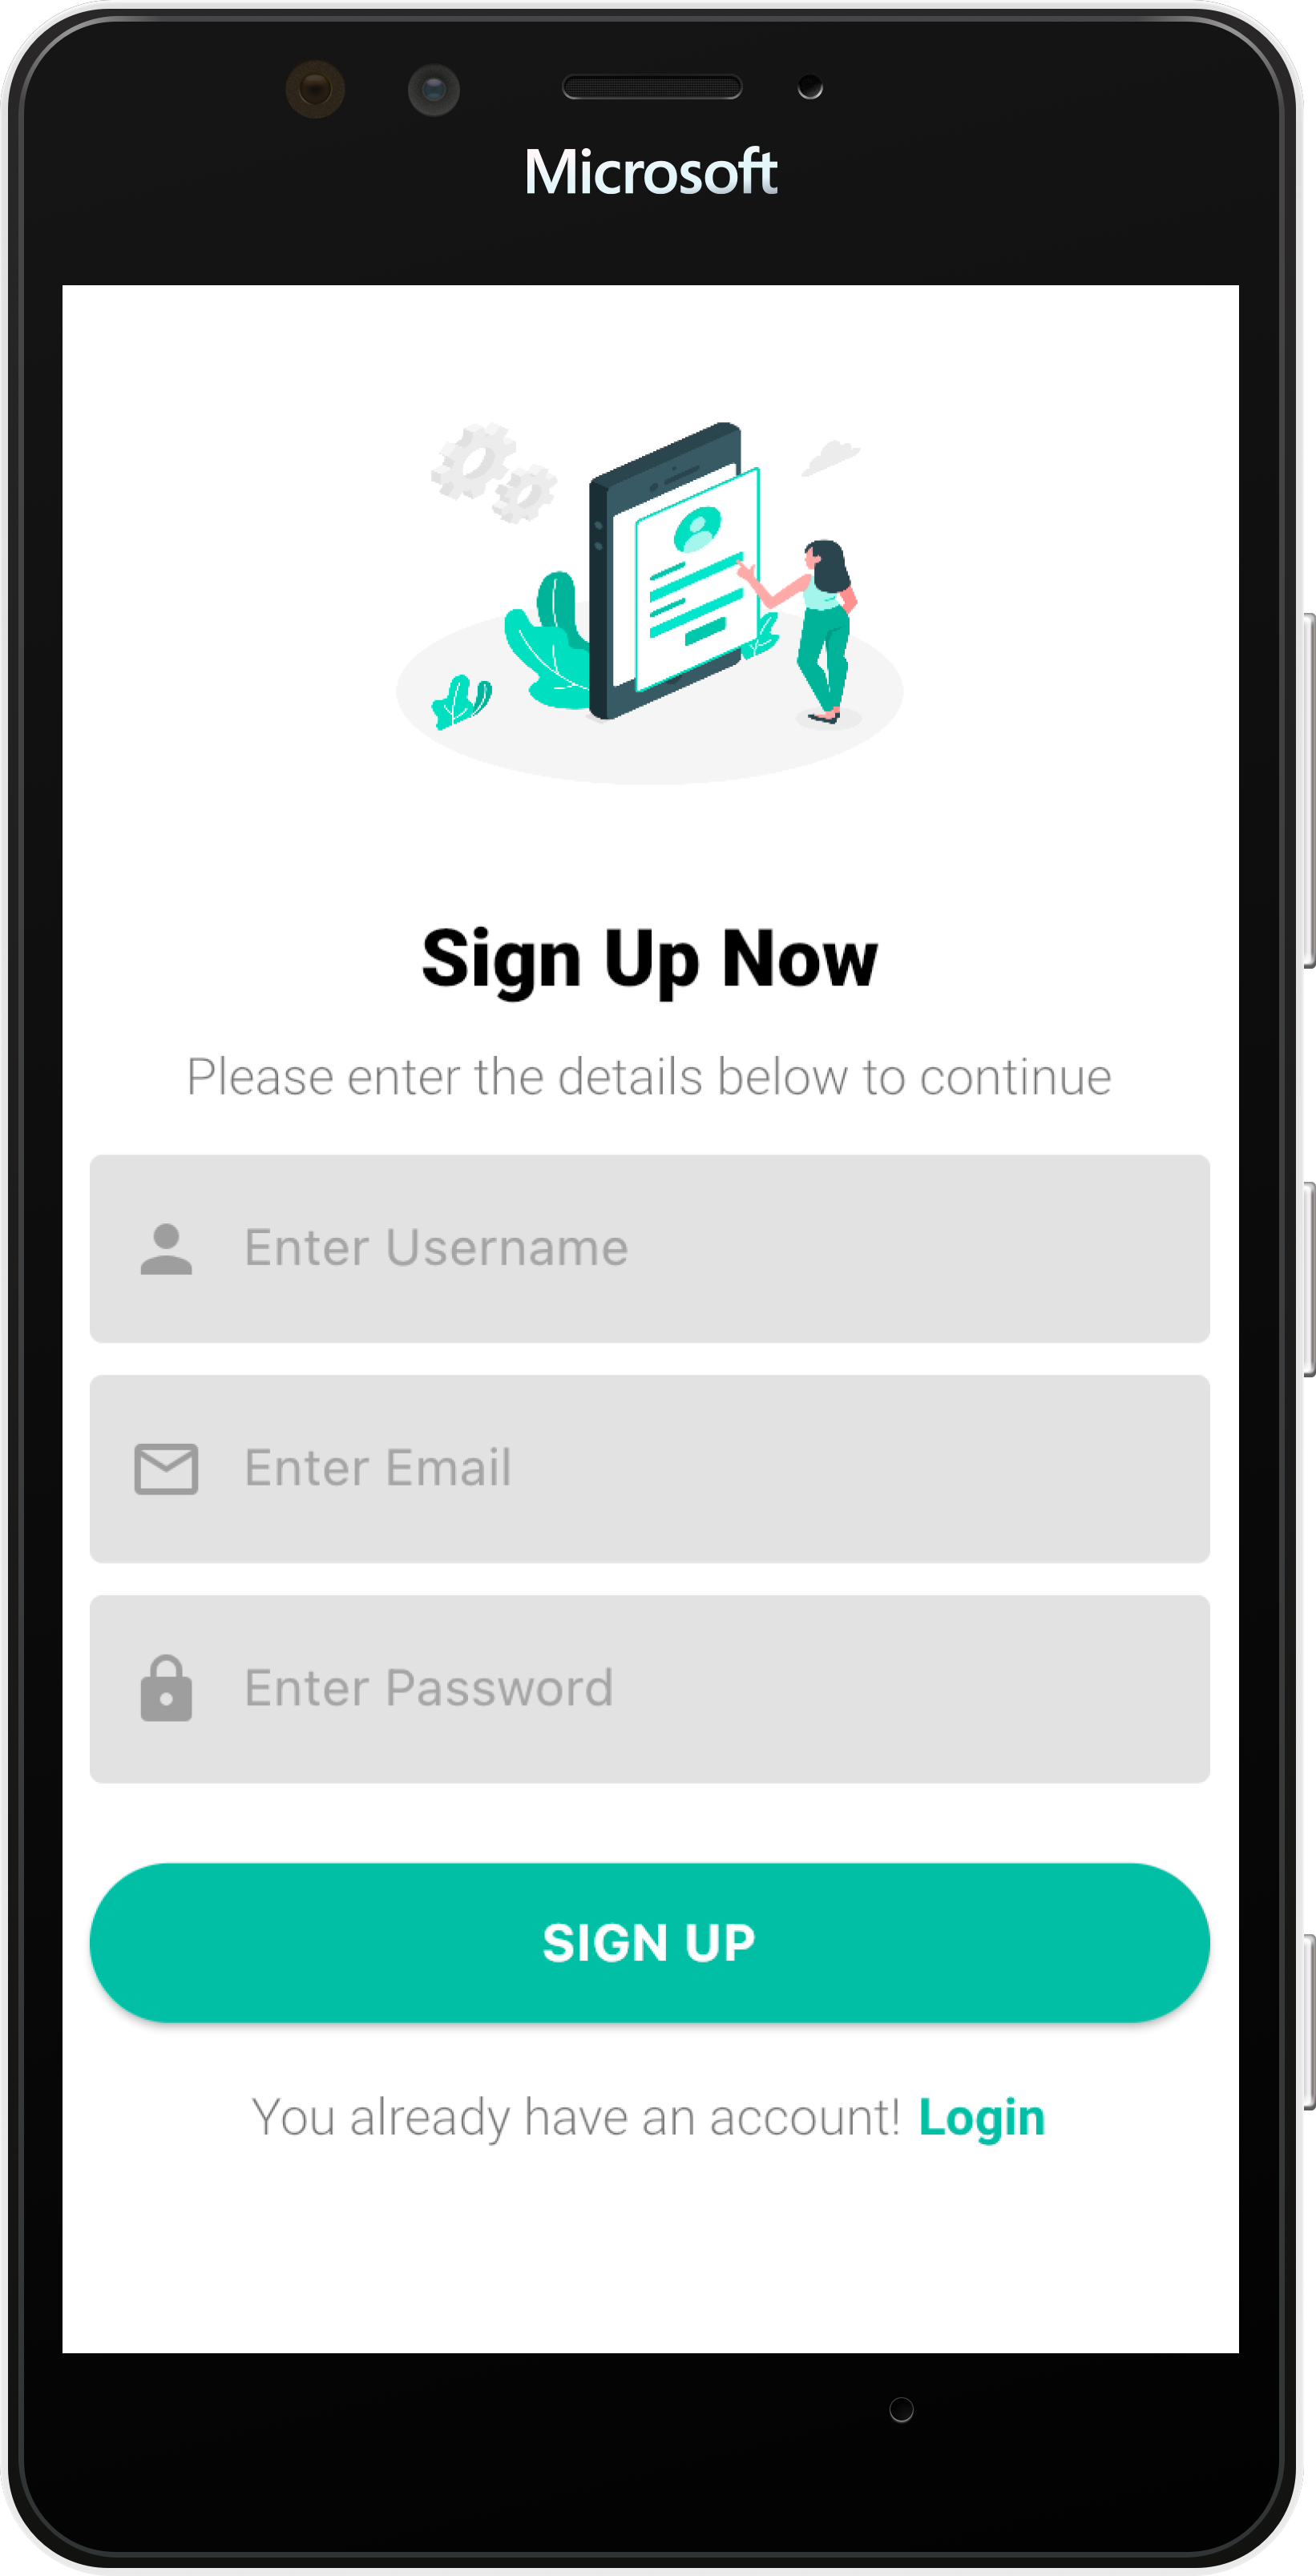 Microsoft
Sign Up Now
Please enter the details below to continue
Enter Username
Enter Email
Enter Password
SIGN UP
You already have an account! Login